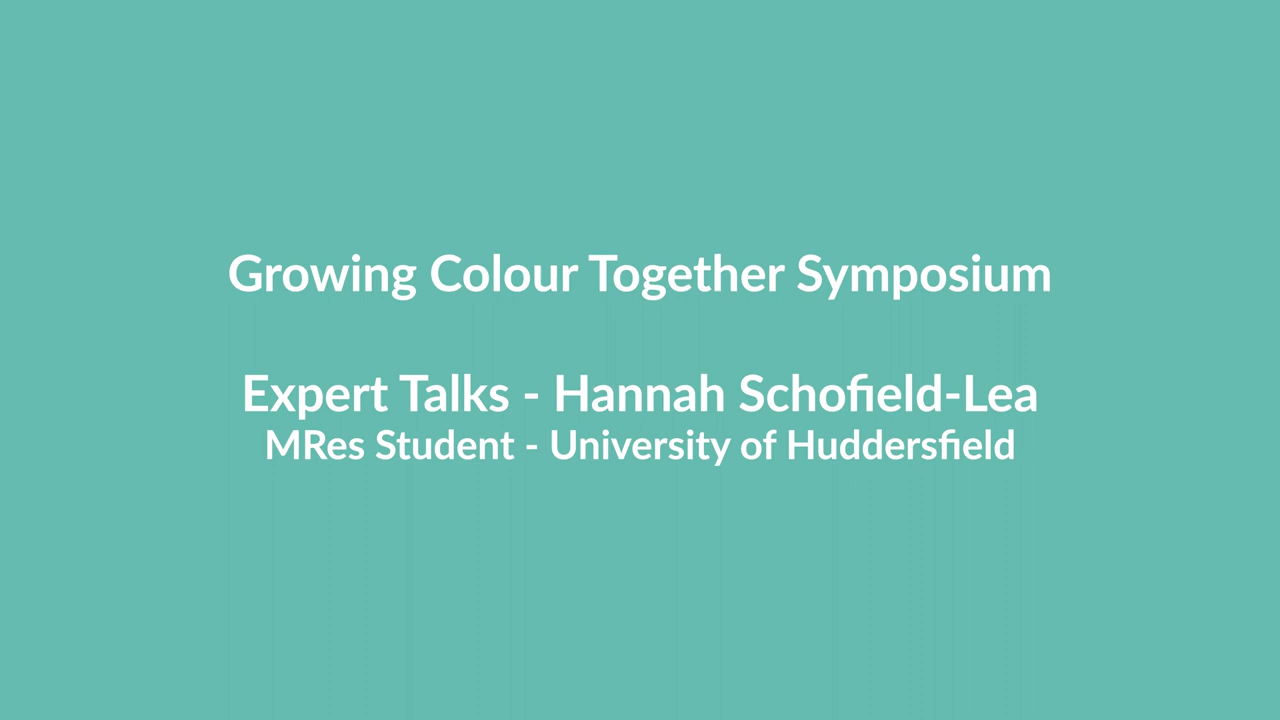 Growing Colour Together Symposium
Expert Talks - Hannah Schofield-Lea
MRes Student - University of Huddersfield